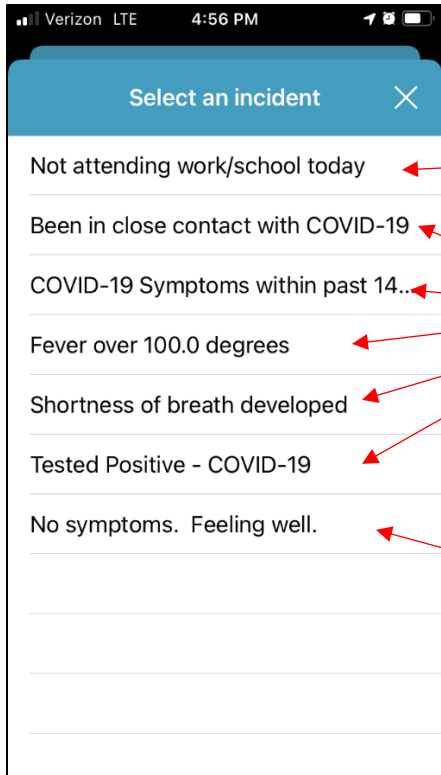 Verizon LTE 4:56 PM
Select an incident
Not attending work/school today
Been in close contact with COVID-19
COVID-19 Symptoms within past 14...
Fever over 100.0 degrees
Shortness of breath developed
Tested Positive - COVID-19
No symptoms.  Feeling well.